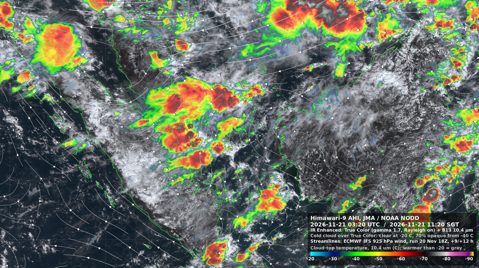 Himawari-9 AHI, JMA / NOAA NODD
2026-11-21 03:20 UTC / 2026-11-21 11:20 SGT
IR Enhanced: True Color (gamma 1.7, Rayleigh on) + B13 10.4 µm
Cold cloud over True Color: clear at -20 C, 70% opaque from -40 C
Streamlines: ECMWF IFS 925 hPa wind, run 20 Nov 18Z, +9/+12 h
Cloud-top temperature, 10.4 um (C); warmer than -20 = grey
-20 -30 -40 -50 -60 -70 -80 -90